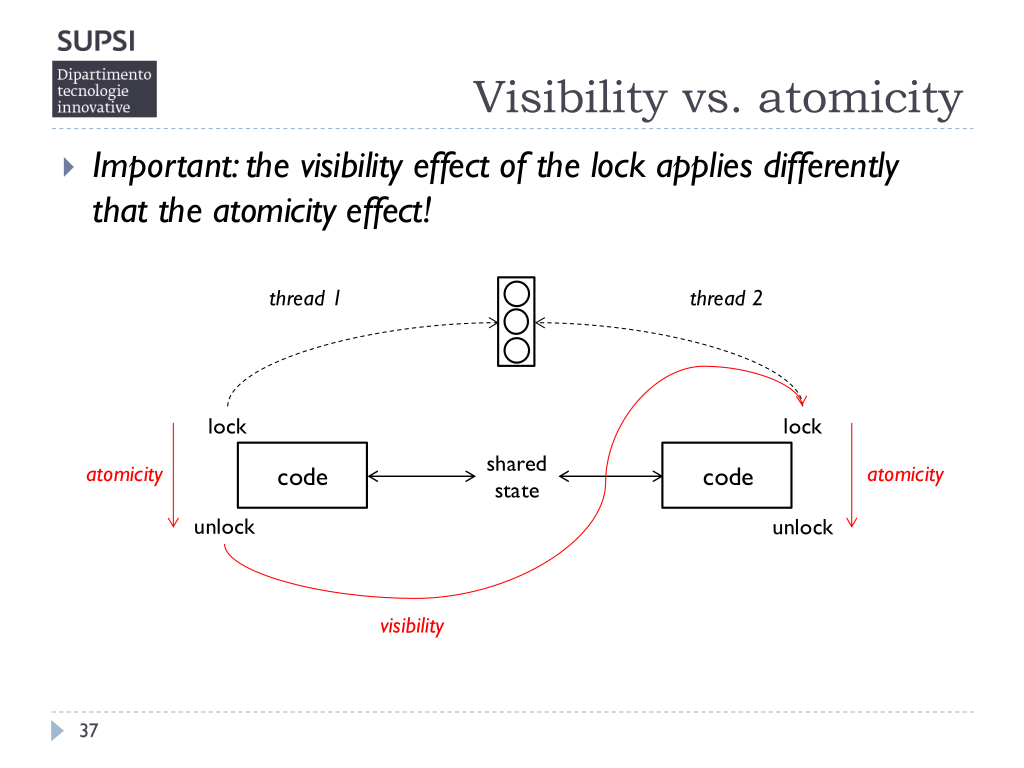 SUPSI
Dipartimento
tecnologie
innovative
Visibility vs. atomicity
Important: the visibility effect of the lock applies differently
that the atomicity effect!
thread 1
thread 2
lock
lock
atomicity
code
shared
state
code
atomicity
unlock
unlock
visibility
37